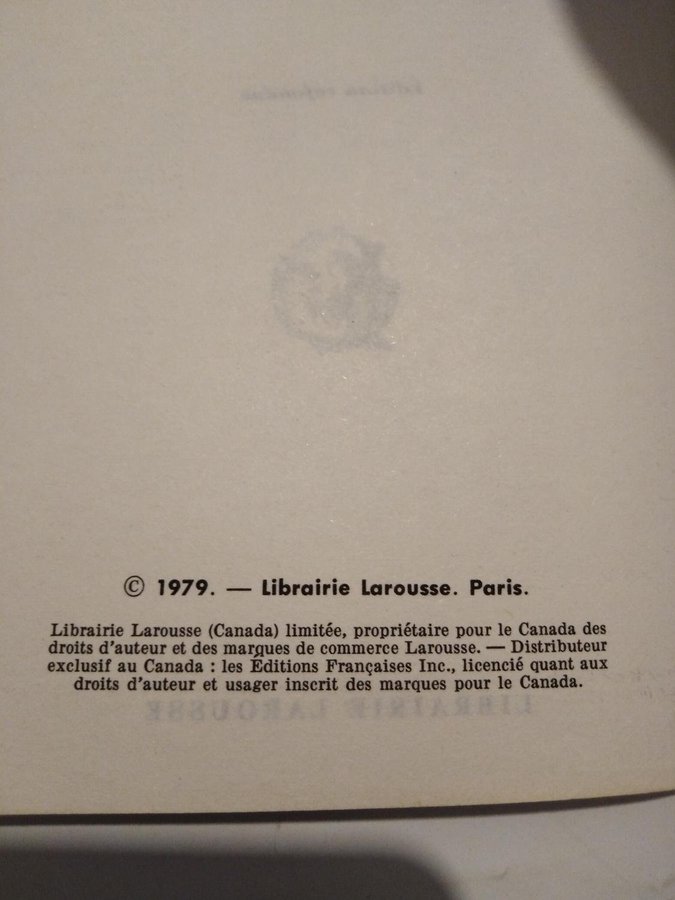 © 1979. — Librairie Larousse. Paris.
Librairie Larousse (Canada) limitée, propriétaire pour le Canada des
droits d'auteur et des marques de commerce Larousse. — Distributeur
exclusif au Canada : les Éditions Françaises Inc., licencié quant aux
droits d'auteur et usager inscrit des marques pour le Canada.
LIBRAIRIE LAROUSSE